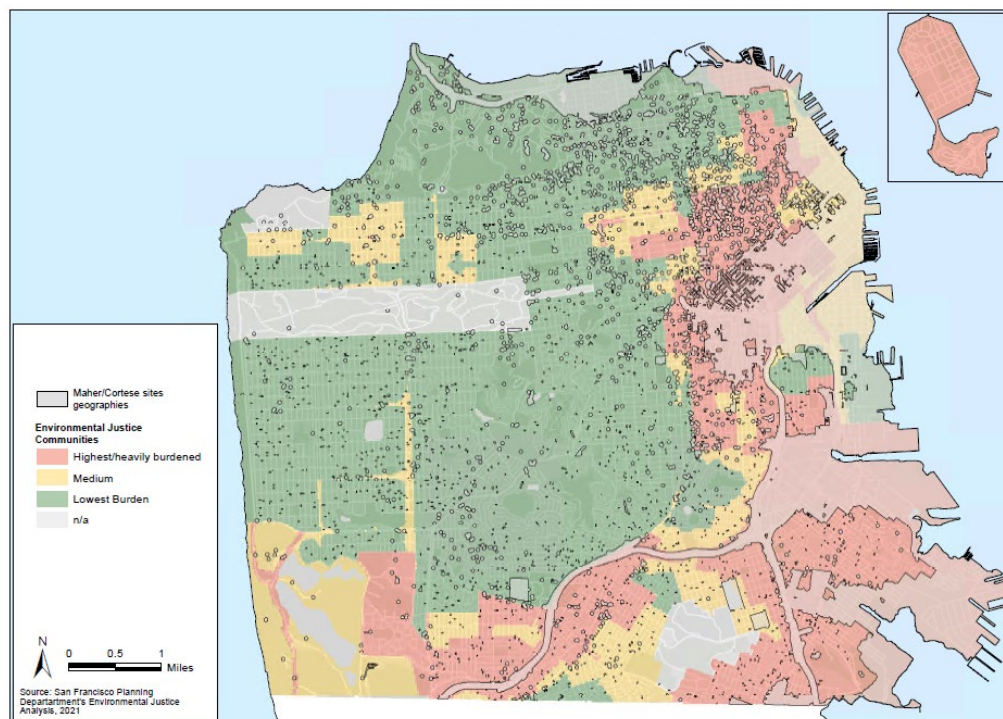 Maher/Cortese sites
geographies
Environmental Justice
Communities
Highest/heavily burdened
Medium
Lowest Burden
n/a
N
0 0.5 1
Miles
Source: San Francisco Planning
Depdartment's Environmental Justice
Analysis, 2021